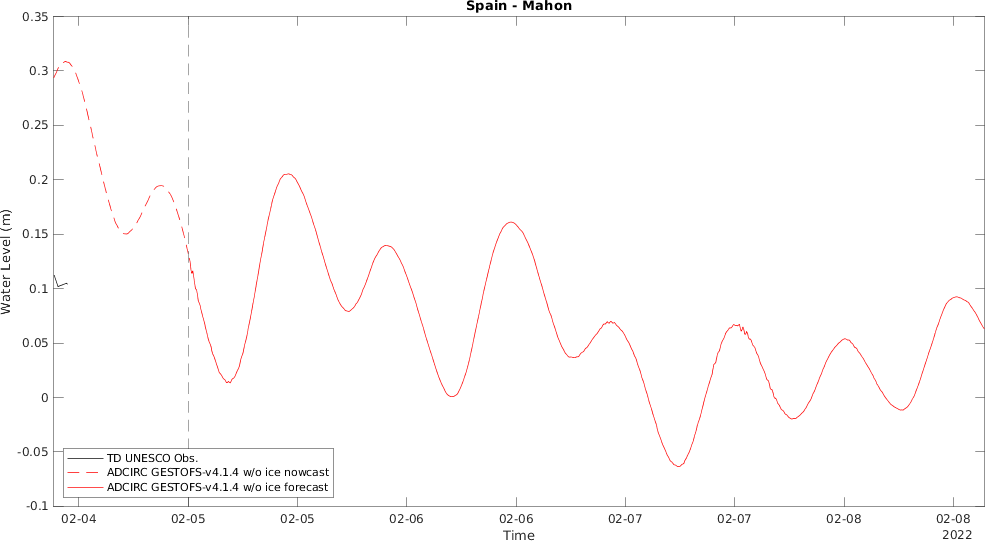 Spain - Mahon
0.35
0.3
0.25
0.2
0.15
0.1
0.05
0
-0.05
-0.1
Water Level (m)
TD UNESCO Obs.
ADCIRC GESTOFS-v4.1.4 w/o ice nowcast
ADCIRC GESTOFS-v4.1.4 w/o ice forecast
02-04 02-05 02-05 02-06 02-06 02-07 02-07 02-08 02-08
Time
2022